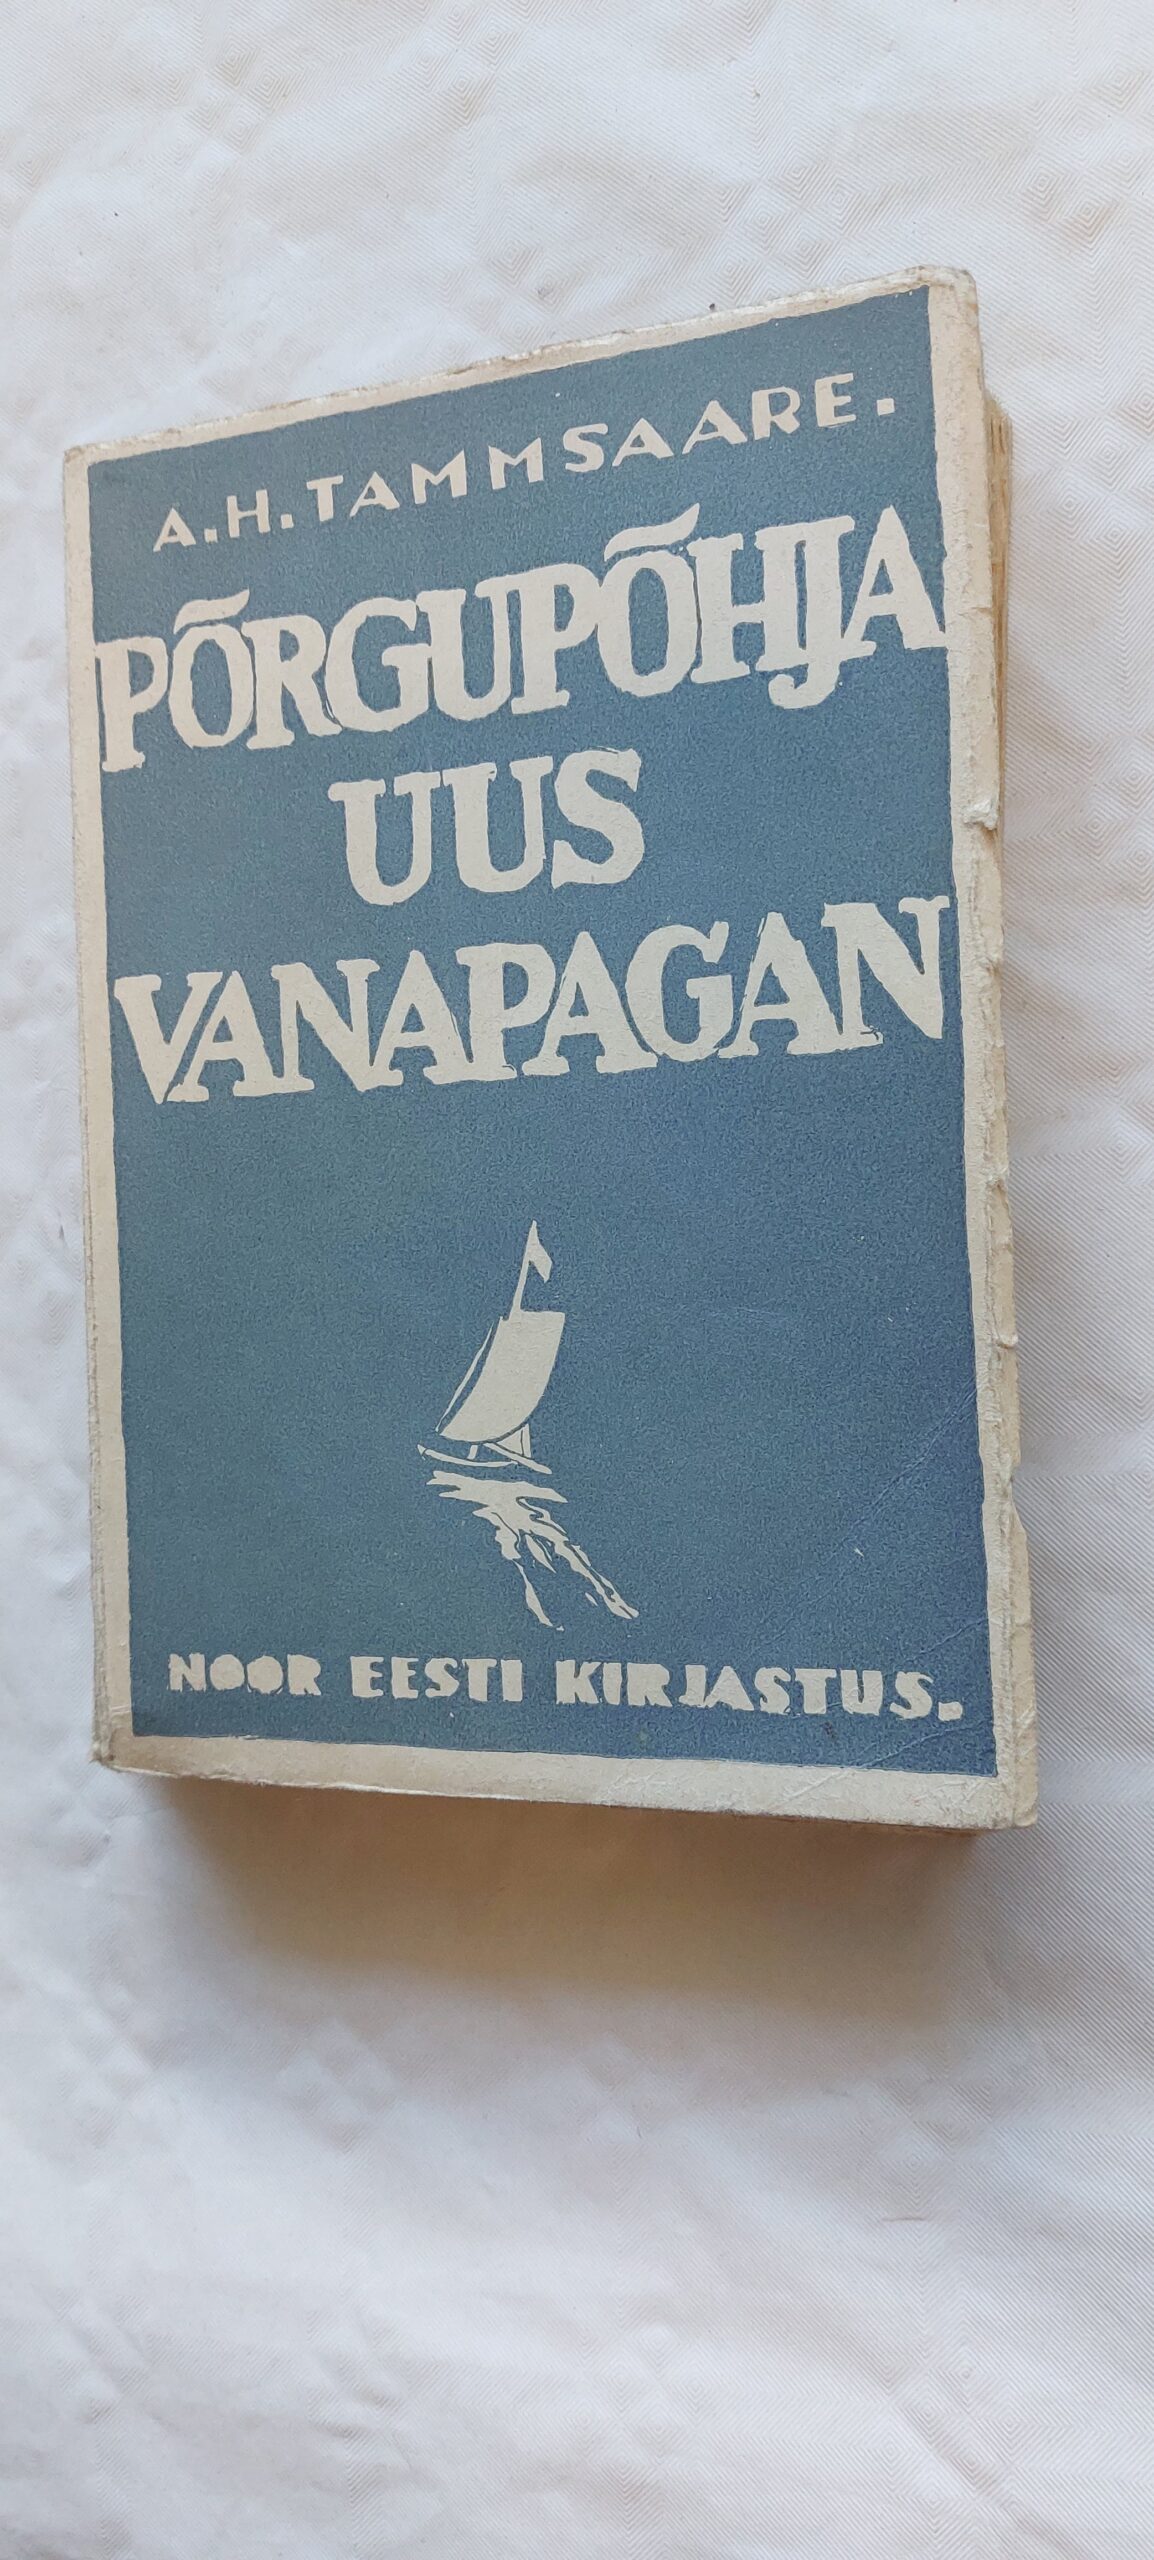 A.H.TAMMSAARE.
PÕRGUPÕHJA
UUS
VANAPAGAN
NOOR EESTI KIRJASTUS.